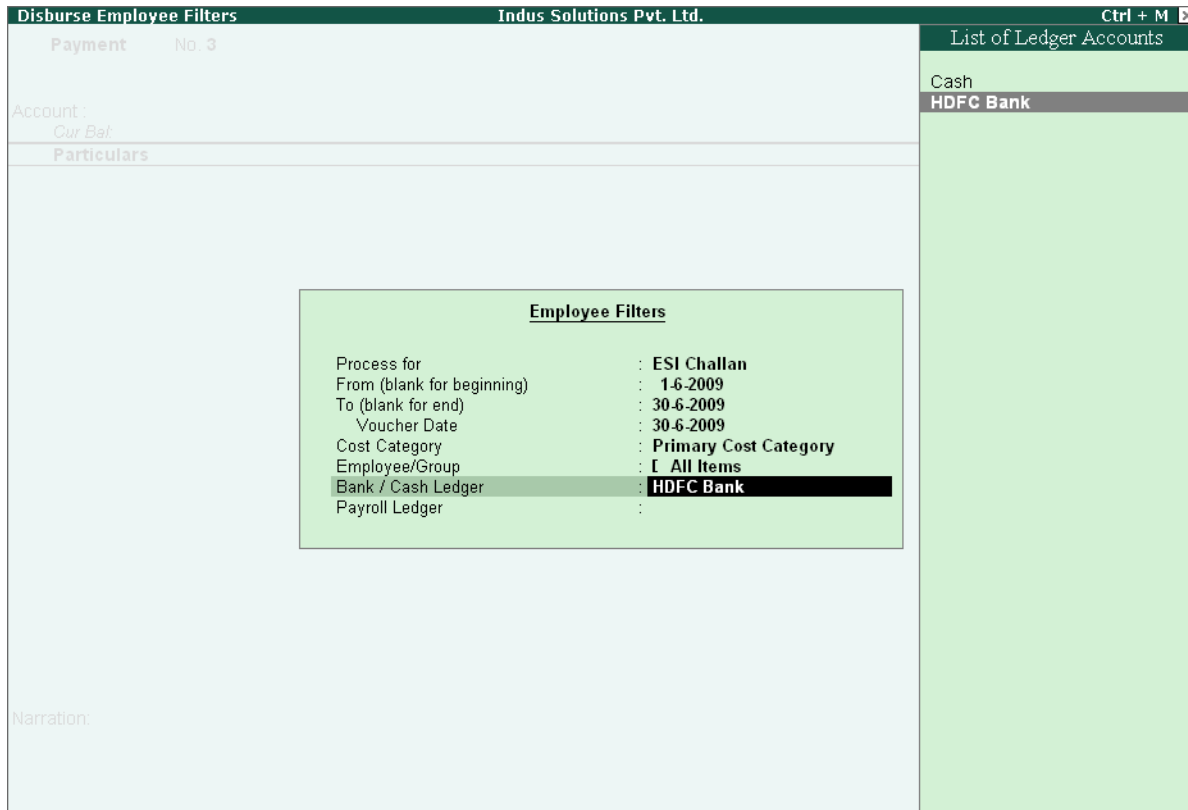 Disburse Employee Filters Indus Solutions Pvt. Ltd. Ctrl + M
Payment No. 3
Account :
Cur Bal:
Particulars
Employee Filters
Process for : ESI Challan
From (blank for beginning) : 1-6-2009
To (blank for end) : 30-6-2009
Voucher Date : 30-6-2009
Cost Category : Primary Cost Category
Employee/Group : [ All Items
Bank / Cash Ledger : HDFC Bank
Payroll Ledger :
Narration:
List of Ledger Accounts
Cash
HDFC Bank